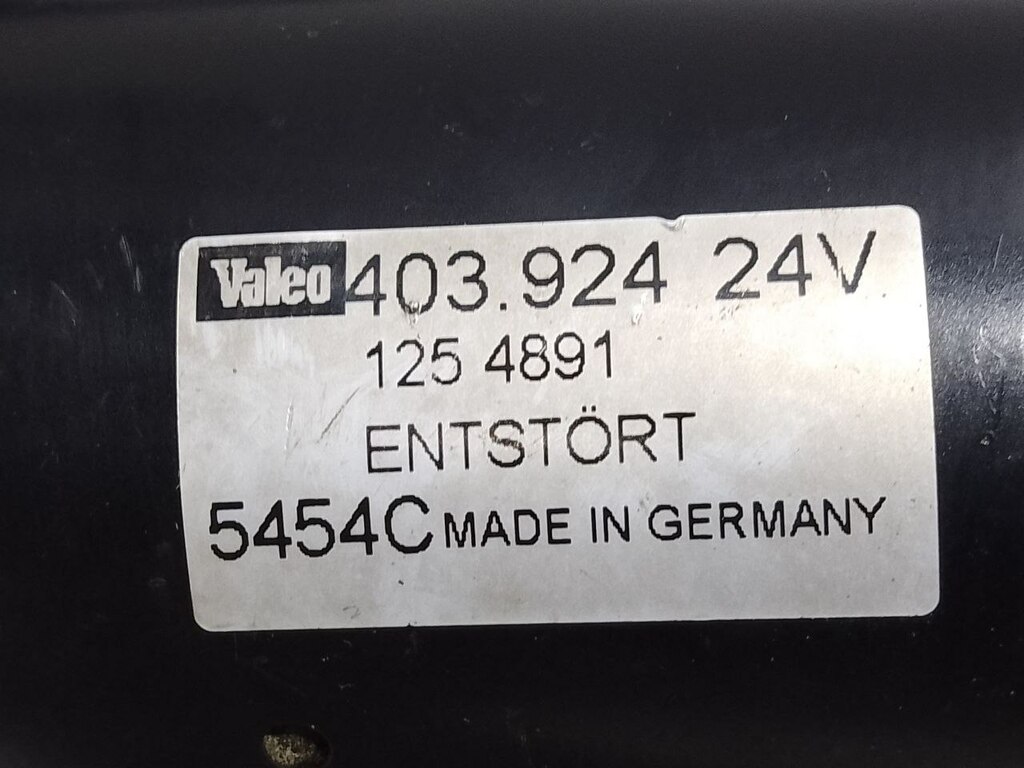 Valeo 403.924 24V
125 4891
ENTSTÖRT
5454C MADE IN GERMANY